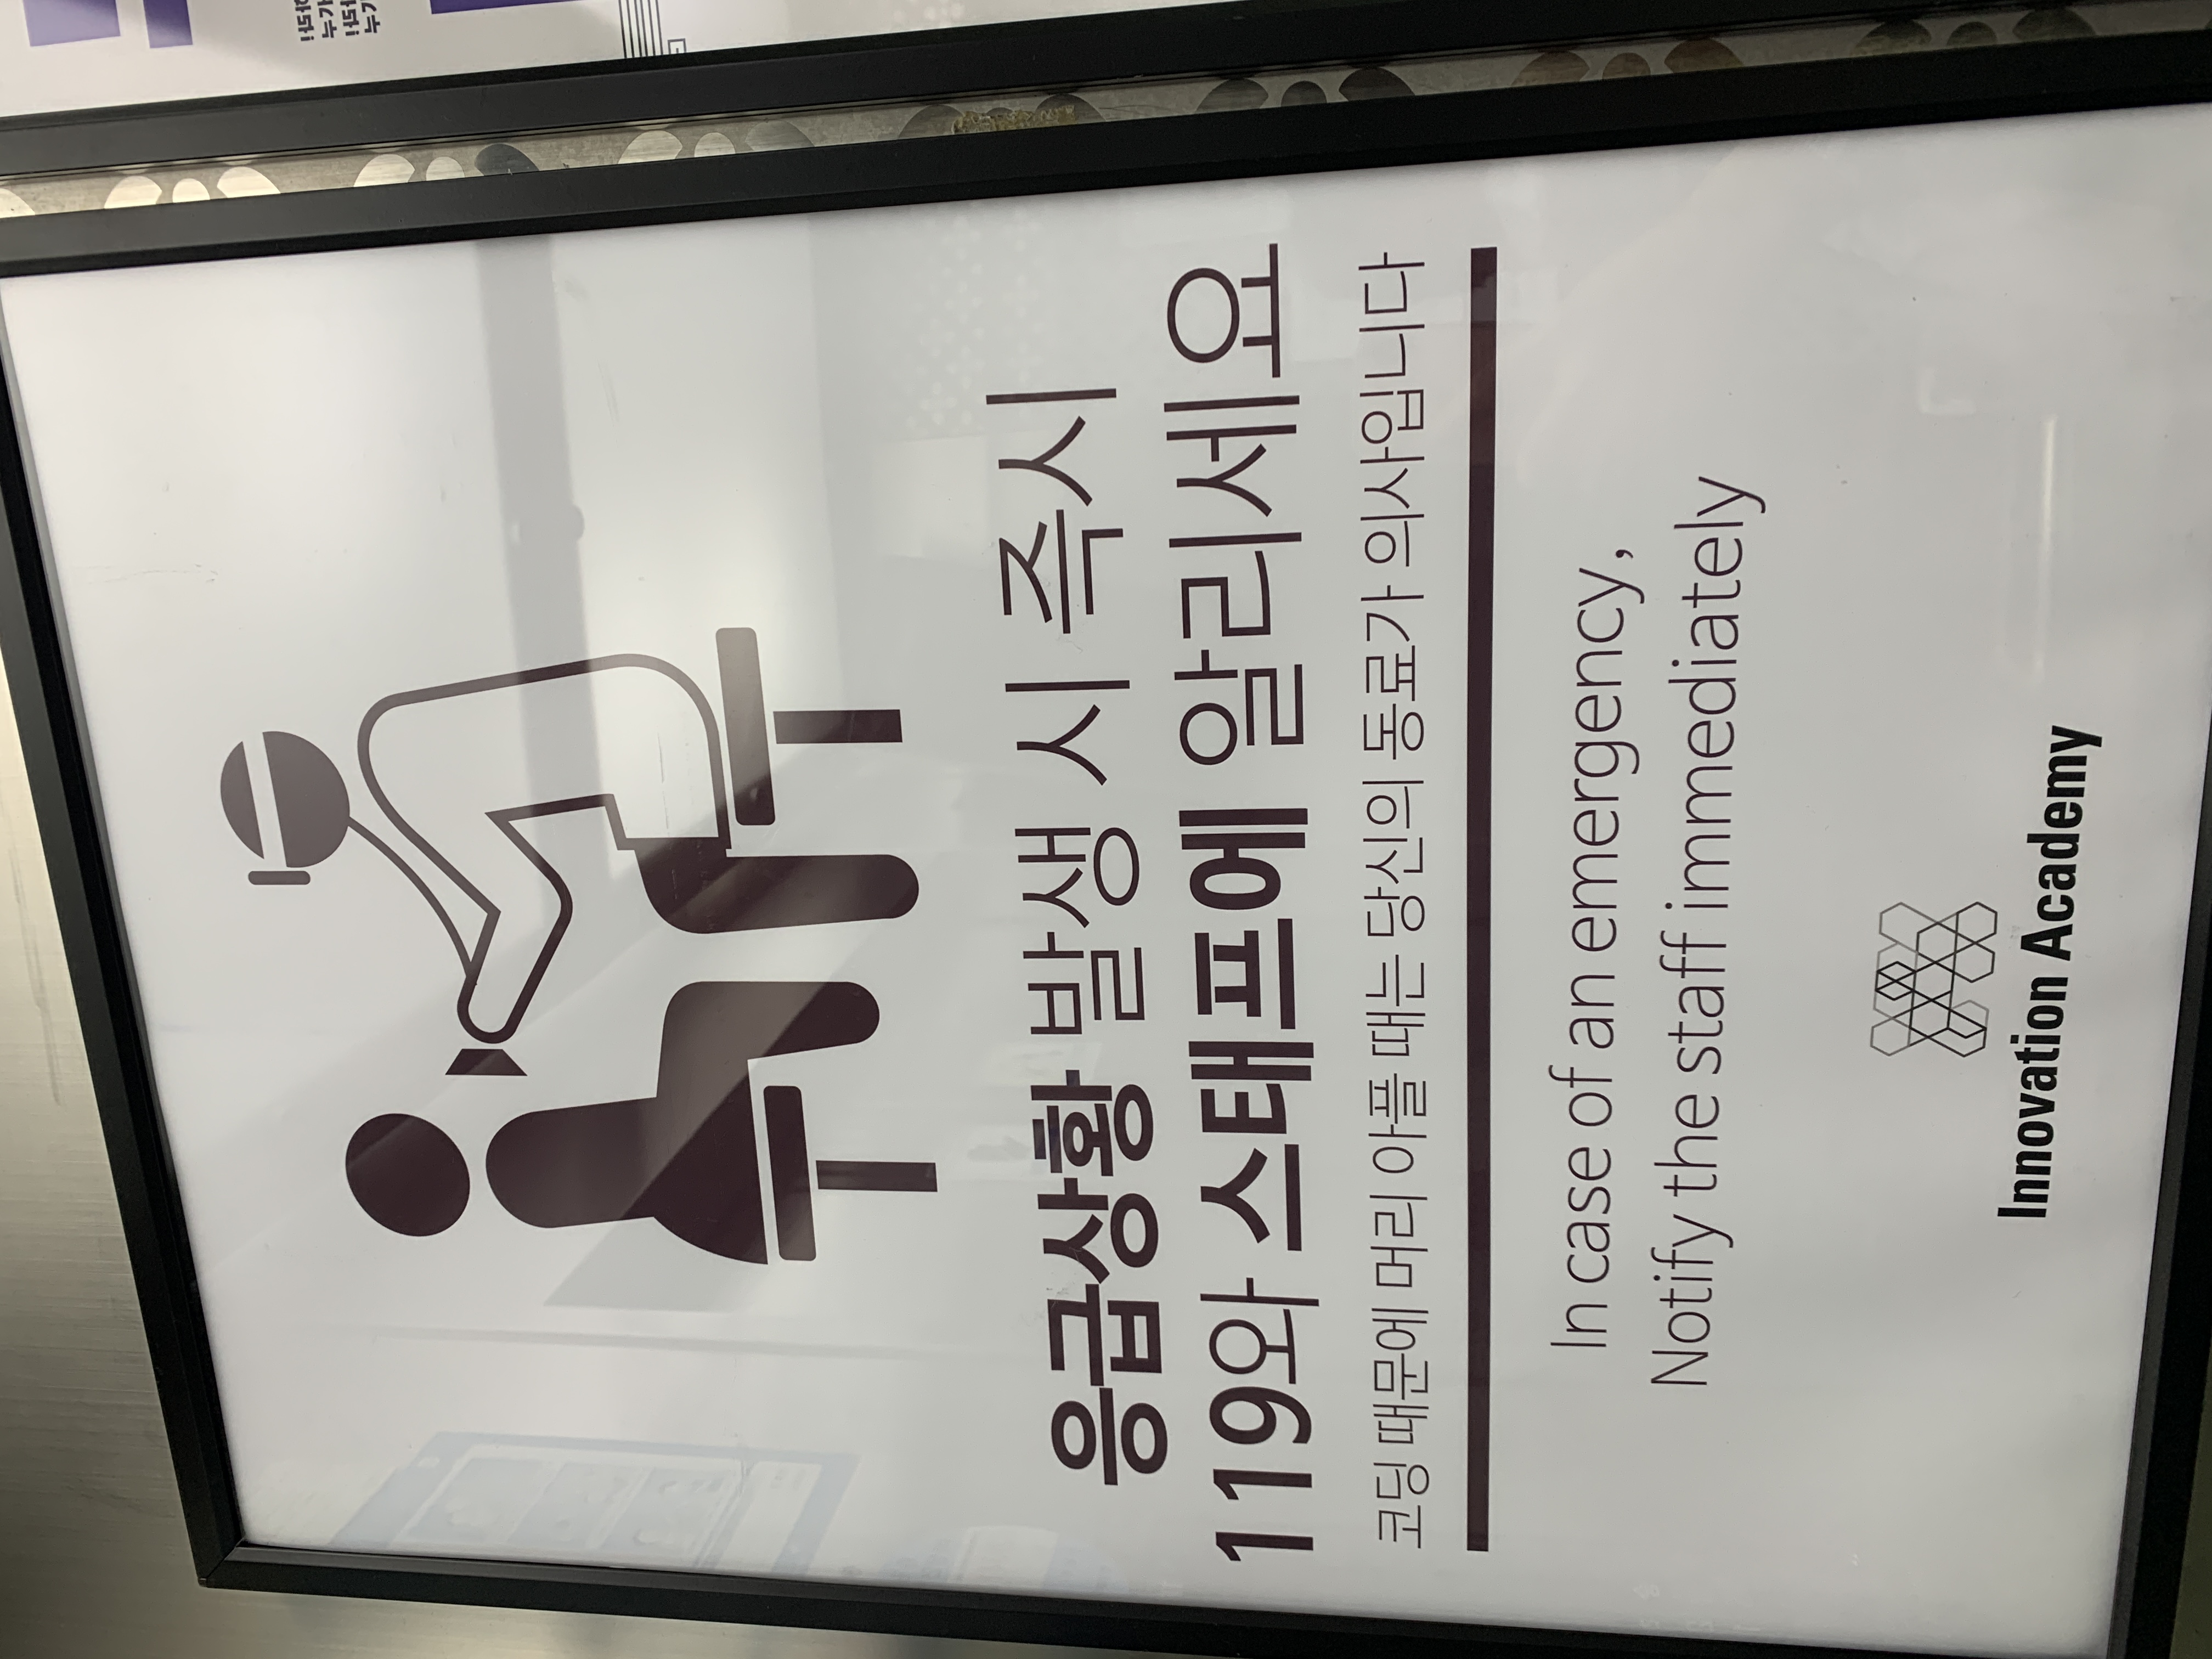 응급상황 발생 시 즉시
119와 스태프에 알리세요
코딩 때문에 머리 아플 때는 당신의 동료가 의사입니다
In case of an emergency,
Notify the staff immediately
Innovation Academy